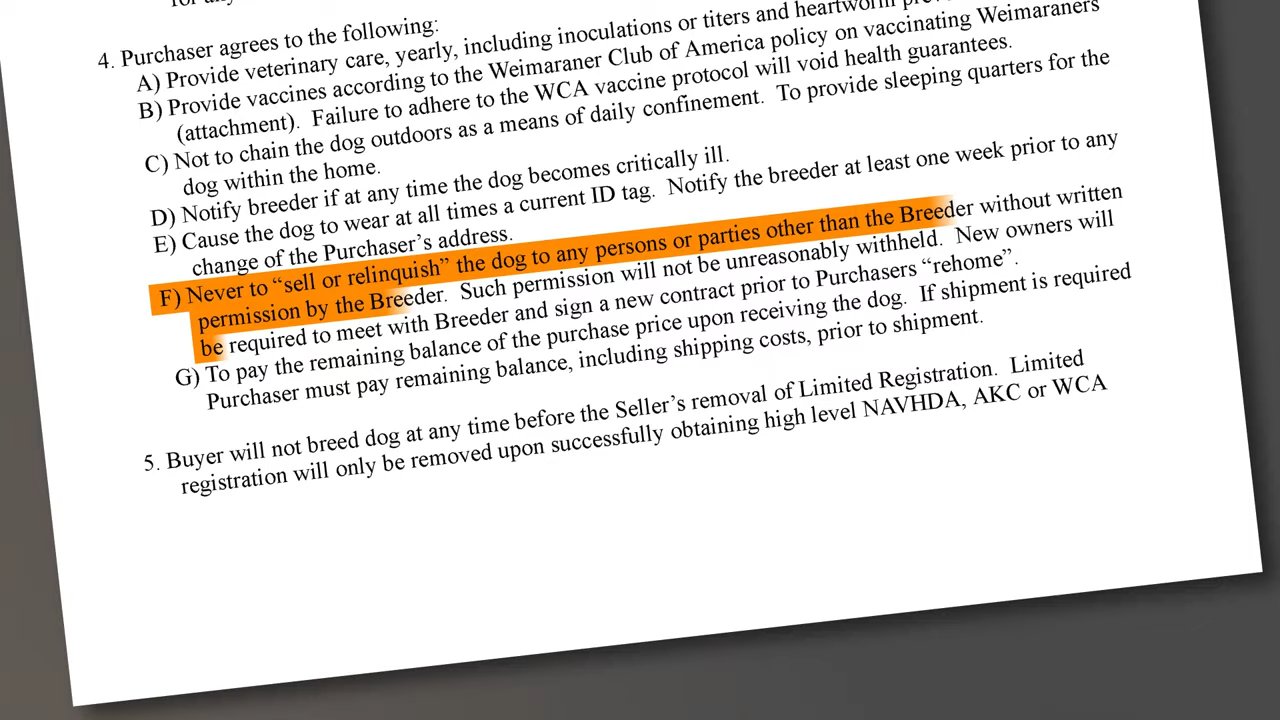 for any
4. Purchaser agrees to the following:
A) Provide veterinary care, yearly, including inoculations or titers and heartworm
B) Provide vaccines according to the Weimaraner Club of America policy on vaccinating Weimaraners
(attachment). Failure to adhere to the WCA vaccine protocol will void health guarantees.
C) Not to chain the dog outdoors as a means of daily confinement. To provide sleeping quarters for the
dog within the home.
D) Notify breeder if at any time the dog becomes critically ill.
E) Cause the dog to wear at all times a current ID tag. Notify the breeder at least one week prior to any
change of the Purchaser’s address.
F) Never to “sell or relinquish” the dog to any persons or parties other than the Breeder without written
permission by the Breeder. Such permission will not be unreasonably withheld. New owners will
be required to meet with Breeder and sign a new contract prior to Purchasers “rehome”.
G) To pay the remaining balance of the purchase price upon receiving the dog. If shipment is required
Purchaser must pay remaining balance, including shipping costs, prior to shipment.
5. Buyer will not breed dog at any time before the Seller’s removal of Limited Registration. Limited
registration will only be removed upon successfully obtaining high level NAVHDA, AKC or WCA